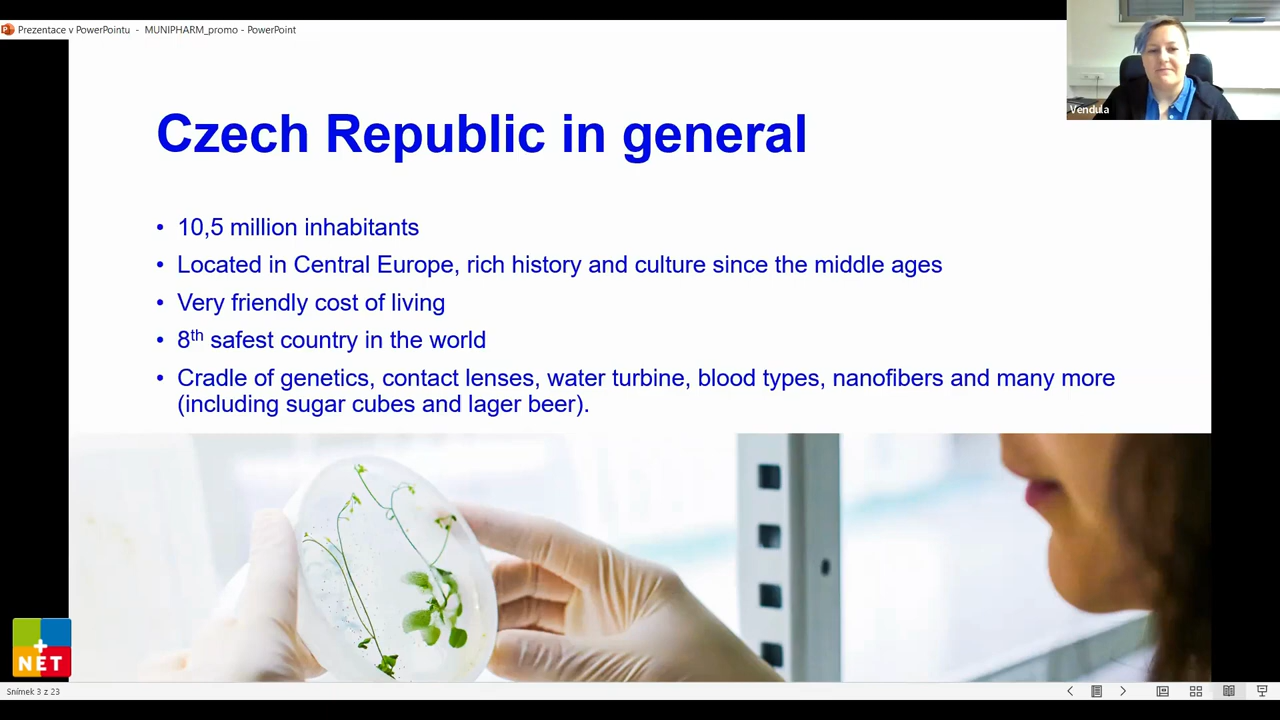 Prezentace v PowerPointu - MUNIPHARM_promo - PowerPoint
Vendula
Czech Republic in general
• 10,5 million inhabitants
• Located in Central Europe, rich history and culture since the middle ages
• Very friendly cost of living
• 8th safest country in the world
• Cradle of genetics, contact lenses, water turbine, blood types, nanofibers and many more
(including sugar cubes and lager beer).
+
NET
Snímek 3 z 23